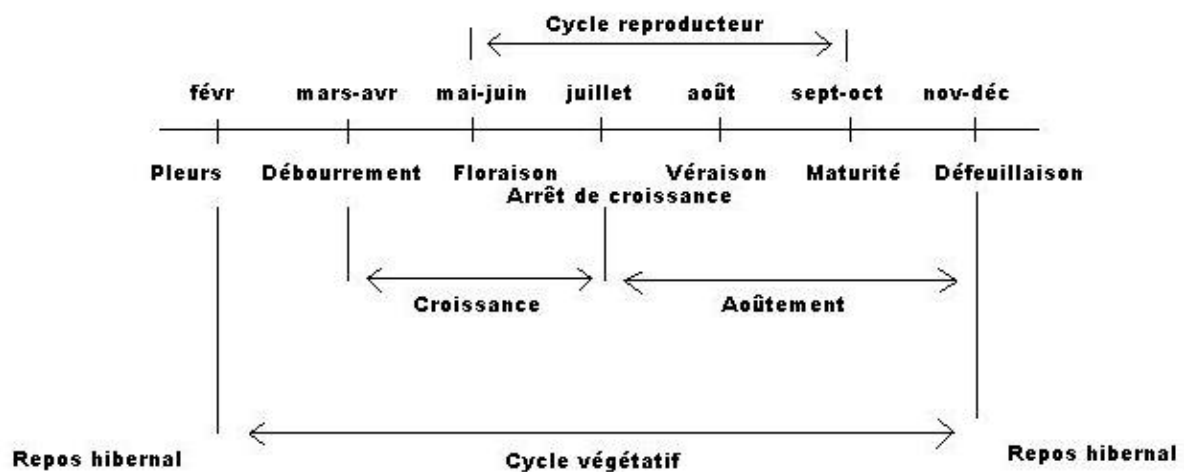 Cycle reproducteur
févr mars-avr mai-juin juillet août sept-oct nov-déc
Pleurs Débourrement Floraison Véraison Maturité Défeuillaison
Arrêt de croissance
Croissance Aoûtement
Repos hibernal Cycle végétatif Repos hibernal